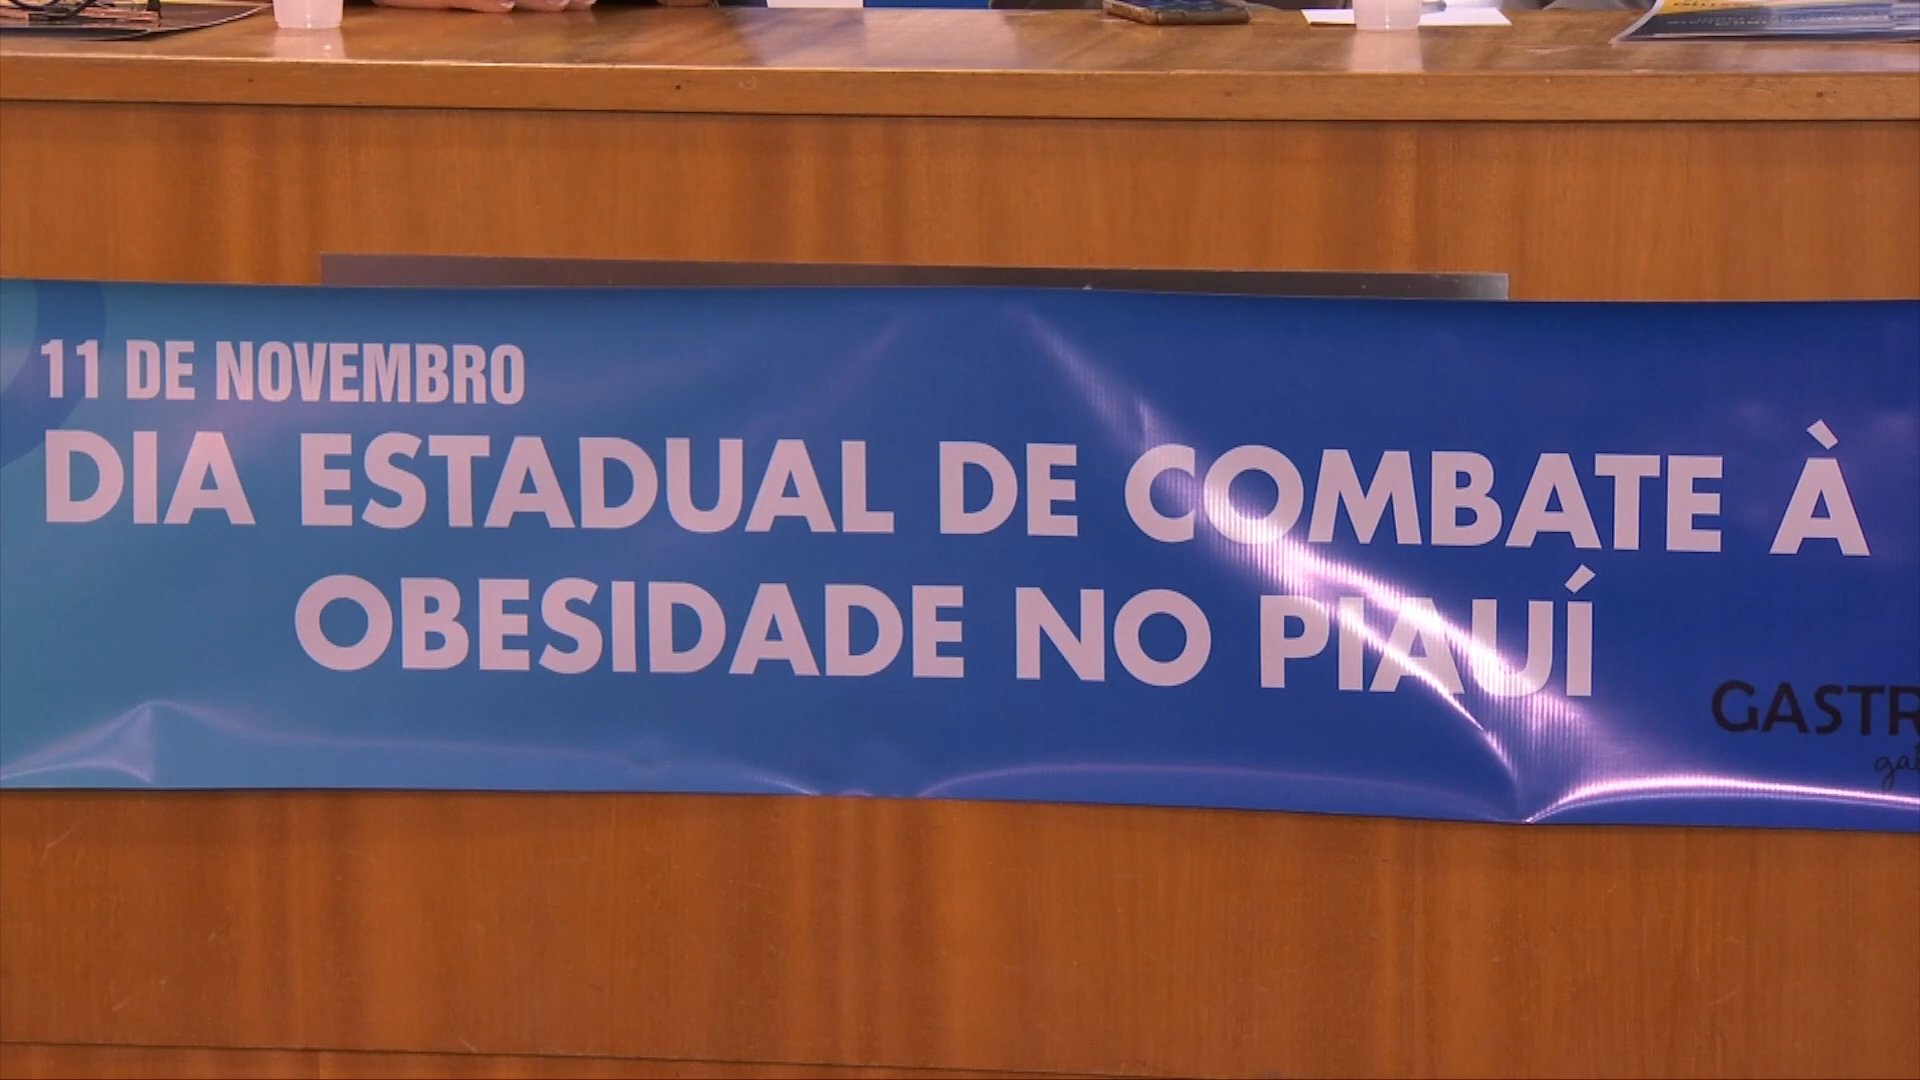 11 DE NOVEMBRO
DIA ESTADUAL DE COMBATE À
OBESIDADE NO PIAUÍ
GASTR